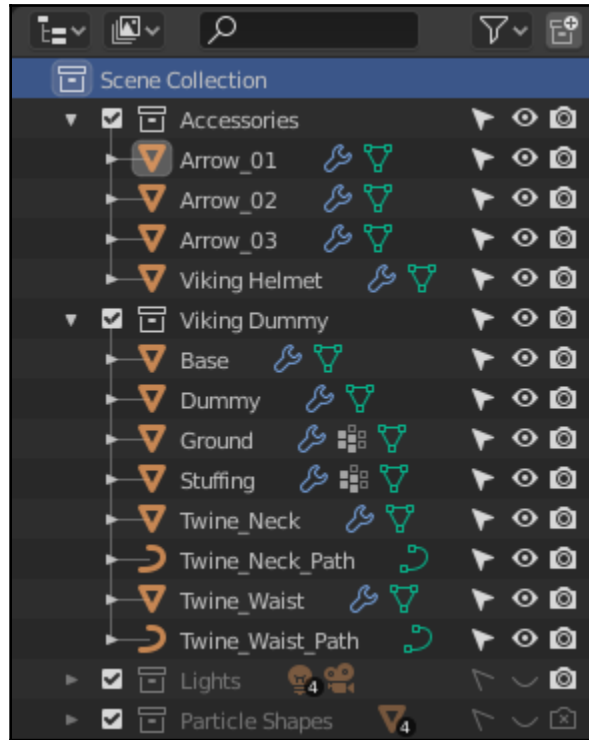 Scene Collection
Accessories
Arrow_01
Arrow_02
Arrow_03
Viking Helmet
Viking Dummy
Base
Dummy
Ground
Stuffing
Twine_Neck
Twine_Neck_Path
Twine_Waist
Twine_Waist_Path
Lights 4
Particle Shapes 4